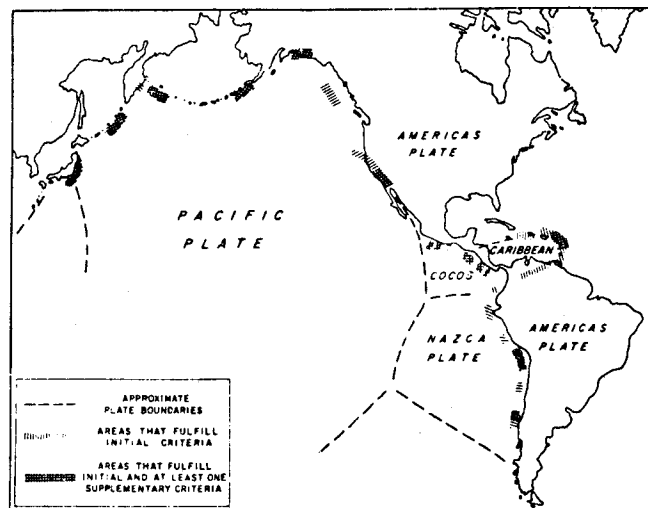 AMERICAS
PLATE
PACIFIC
PLATE
CARIBBEAN
COCOS
NAZCA
PLATE
AMERICAS
PLATE
APPROXIMATE
PLATE BOUNDARIES
AREAS THAT FULFILL
INITIAL CRITERIA
AREAS THAT FULFILL
INITIAL AND AT LEAST ONE
SUPPLEMENTARY CRITERIA